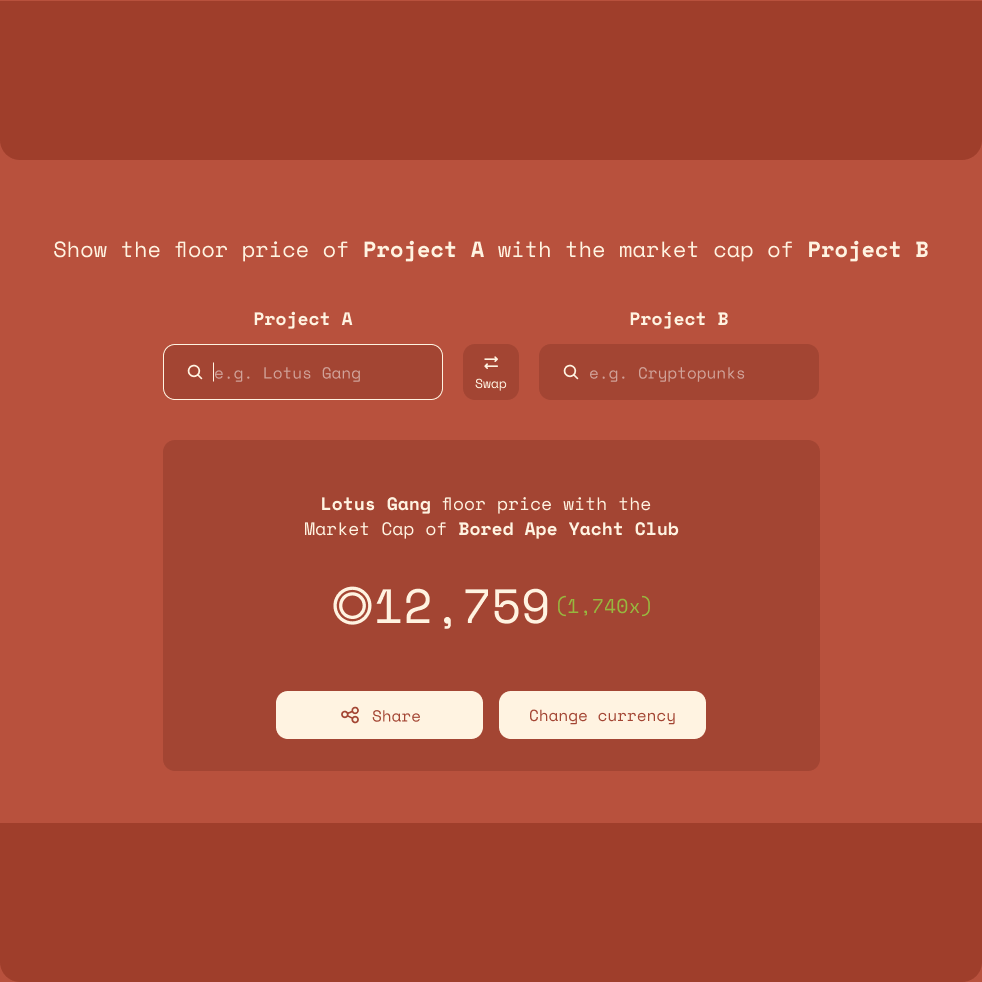 Show the floor price of Project A with the market cap of Project B
Project A
Project B
e.g. Lotus Gang
Swap
e.g. Cryptopunks
Lotus Gang floor price with the
Market Cap of Bored Ape Yacht Club
◎12,759 (1,740x)
Share
Change currency